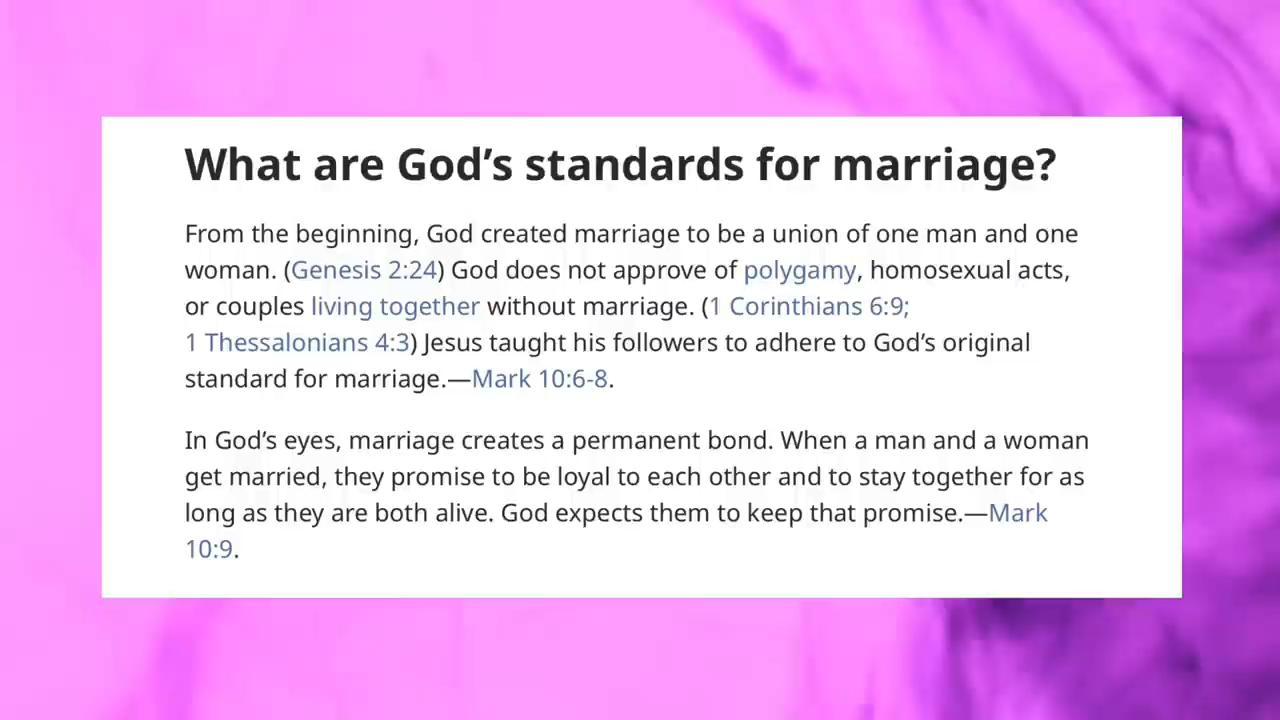 What are God’s standards for marriage?
From the beginning, God created marriage to be a union of one man and one
woman. (Genesis 2:24) God does not approve of polygamy, homosexual acts,
or couples living together without marriage. (1 Corinthians 6:9;
1 Thessalonians 4:3) Jesus taught his followers to adhere to God’s original
standard for marriage.—Mark 10:6-8.
In God’s eyes, marriage creates a permanent bond. When a man and a woman
get married, they promise to be loyal to each other and to stay together for as
long as they are both alive. God expects them to keep that promise.—Mark
10:9.